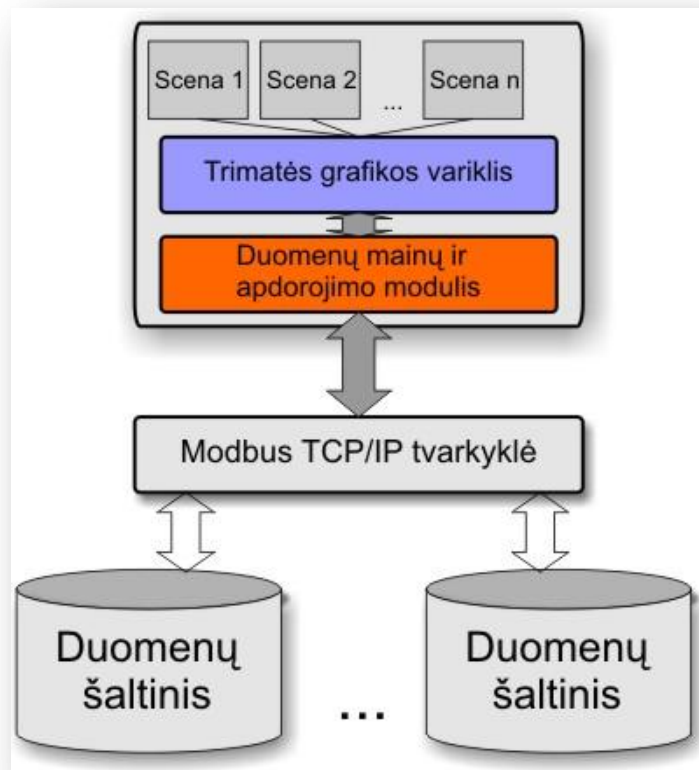 Scena 1
Scena 2
...
Scena n
Trimatės grafikos variklis
Duomenų mainų ir
apdorojimo modulis
Modbus TCP/IP tvarkyklė
Duomenų
šaltinis
...
Duomenų
šaltinis